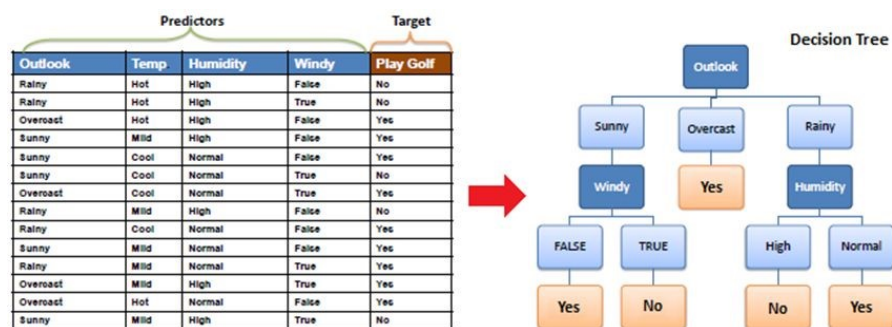 Predictors Target
Outlook Temp. Humidity Windy Play Golf
Rainy Hot High False No
Rainy Hot High True No
Overcast Hot High False Yes
Sunny Mild High False Yes
Sunny Cool Normal False Yes
Sunny Cool Normal True No
Overcast Cool Normal True Yes
Rainy Mild High False No
Rainy Cool Normal False Yes
Sunny Mild Normal False Yes
Rainy Mild Normal True Yes
Overcast Mild High True Yes
Overcast Hot Normal False Yes
Sunny Mild High True No
Decision Tree
Outlook
Sunny Overcast Rainy
Windy Yes Humidity
FALSE TRUE High Normal
Yes No No Yes